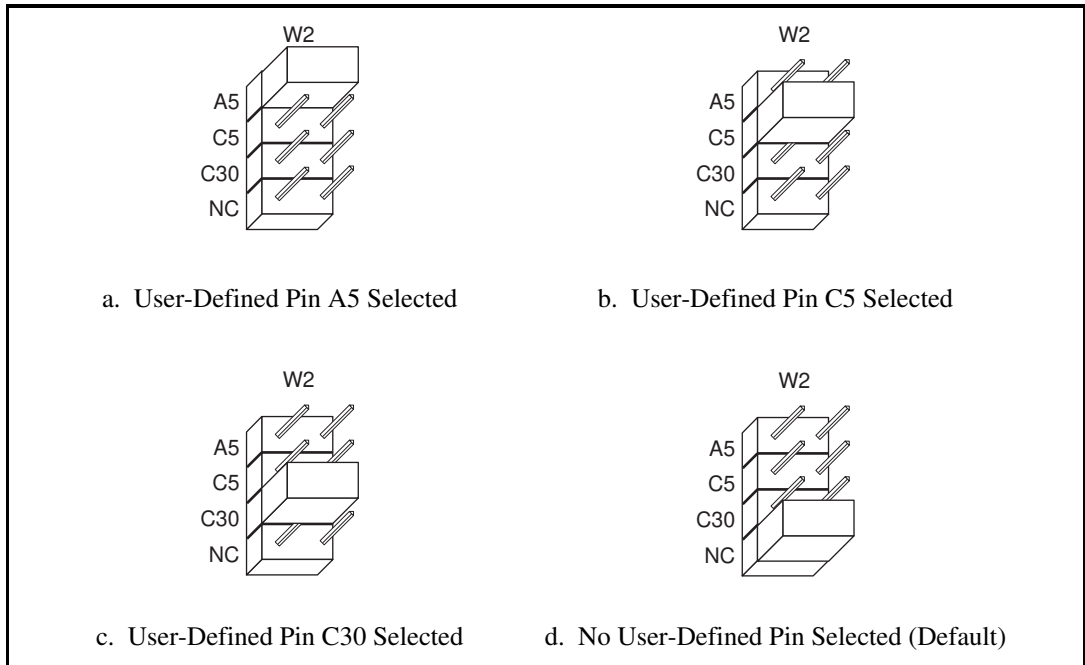 W2
A5
C5
C30
NC
a. User-Defined Pin A5 Selected
W2
A5
C5
C30
NC
b. User-Defined Pin C5 Selected
W2
A5
C5
C30
NC
c. User-Defined Pin C30 Selected
W2
A5
C5
C30
NC
d. No User-Defined Pin Selected (Default)